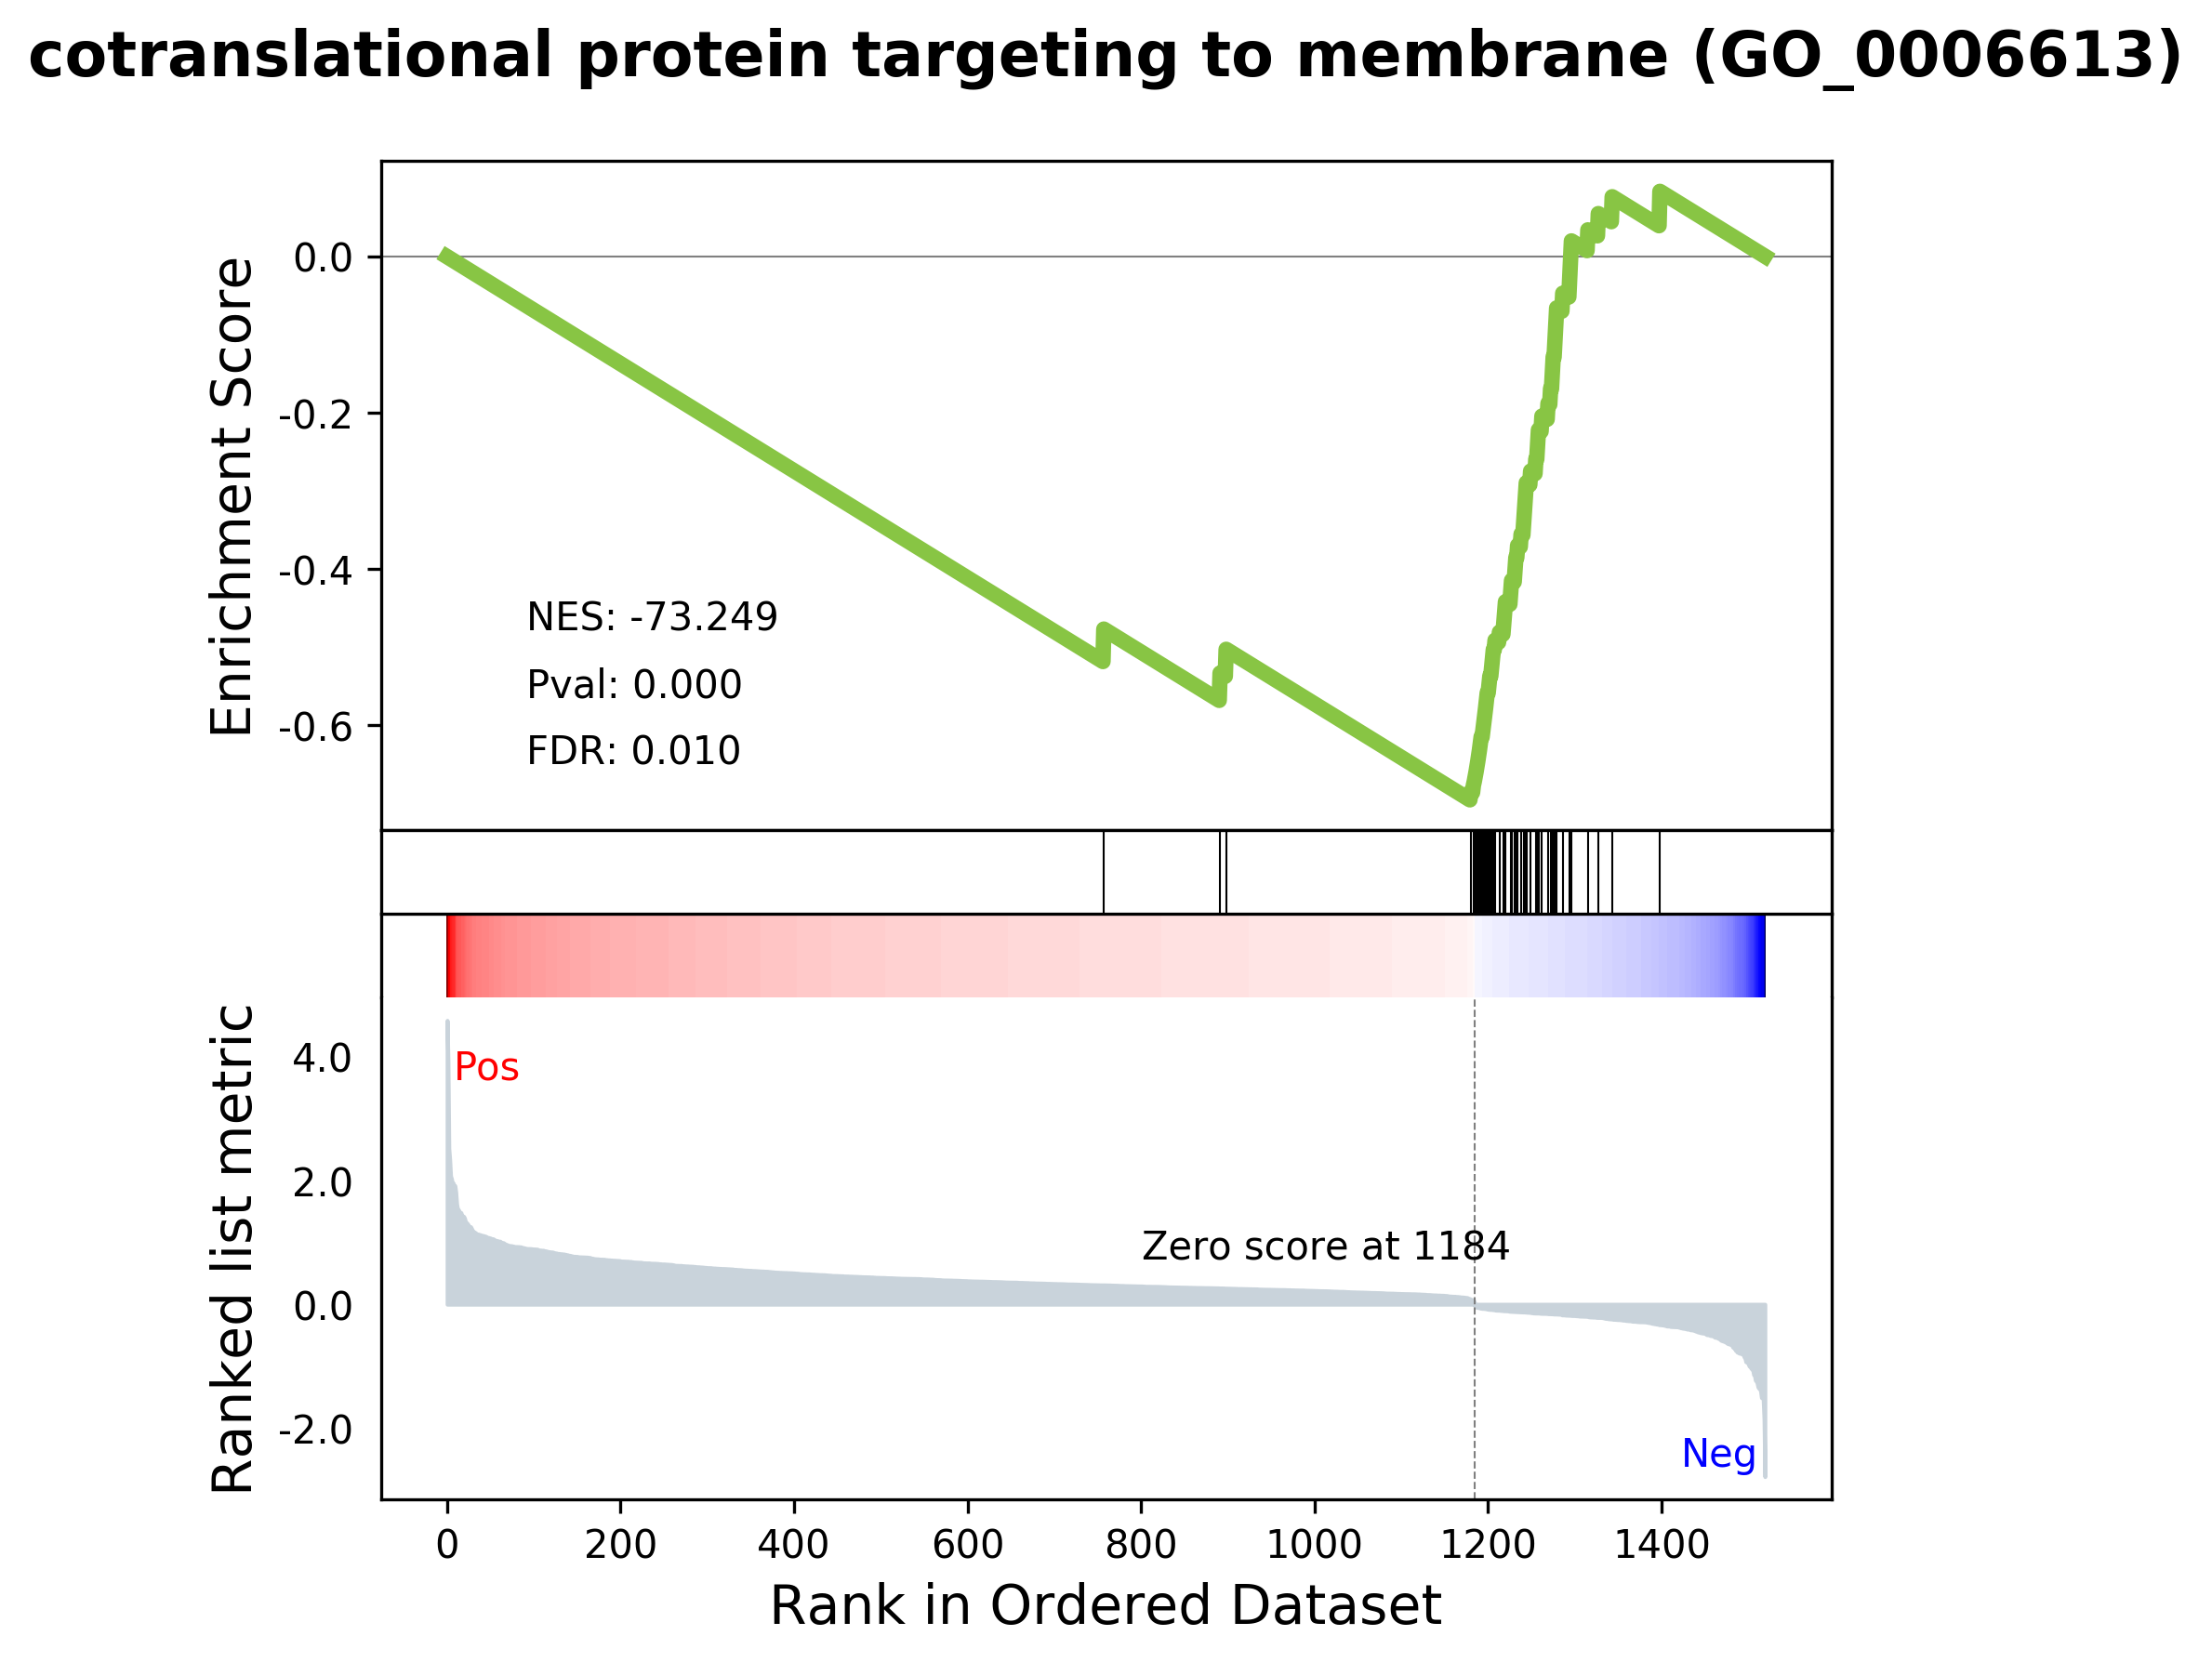 cotranslational protein targeting to membrane (GO_0006613)
Enrichment Score
0.0
-0.2
-0.4
-0.6
NES: -73.249
Pval: 0.000
FDR: 0.010
Ranked list metric
4.0
2.0
0.0
-2.0
Pos
Zero score at 1184
Neg
0 200 400 600 800 1000 1200 1400
Rank in Ordered Dataset